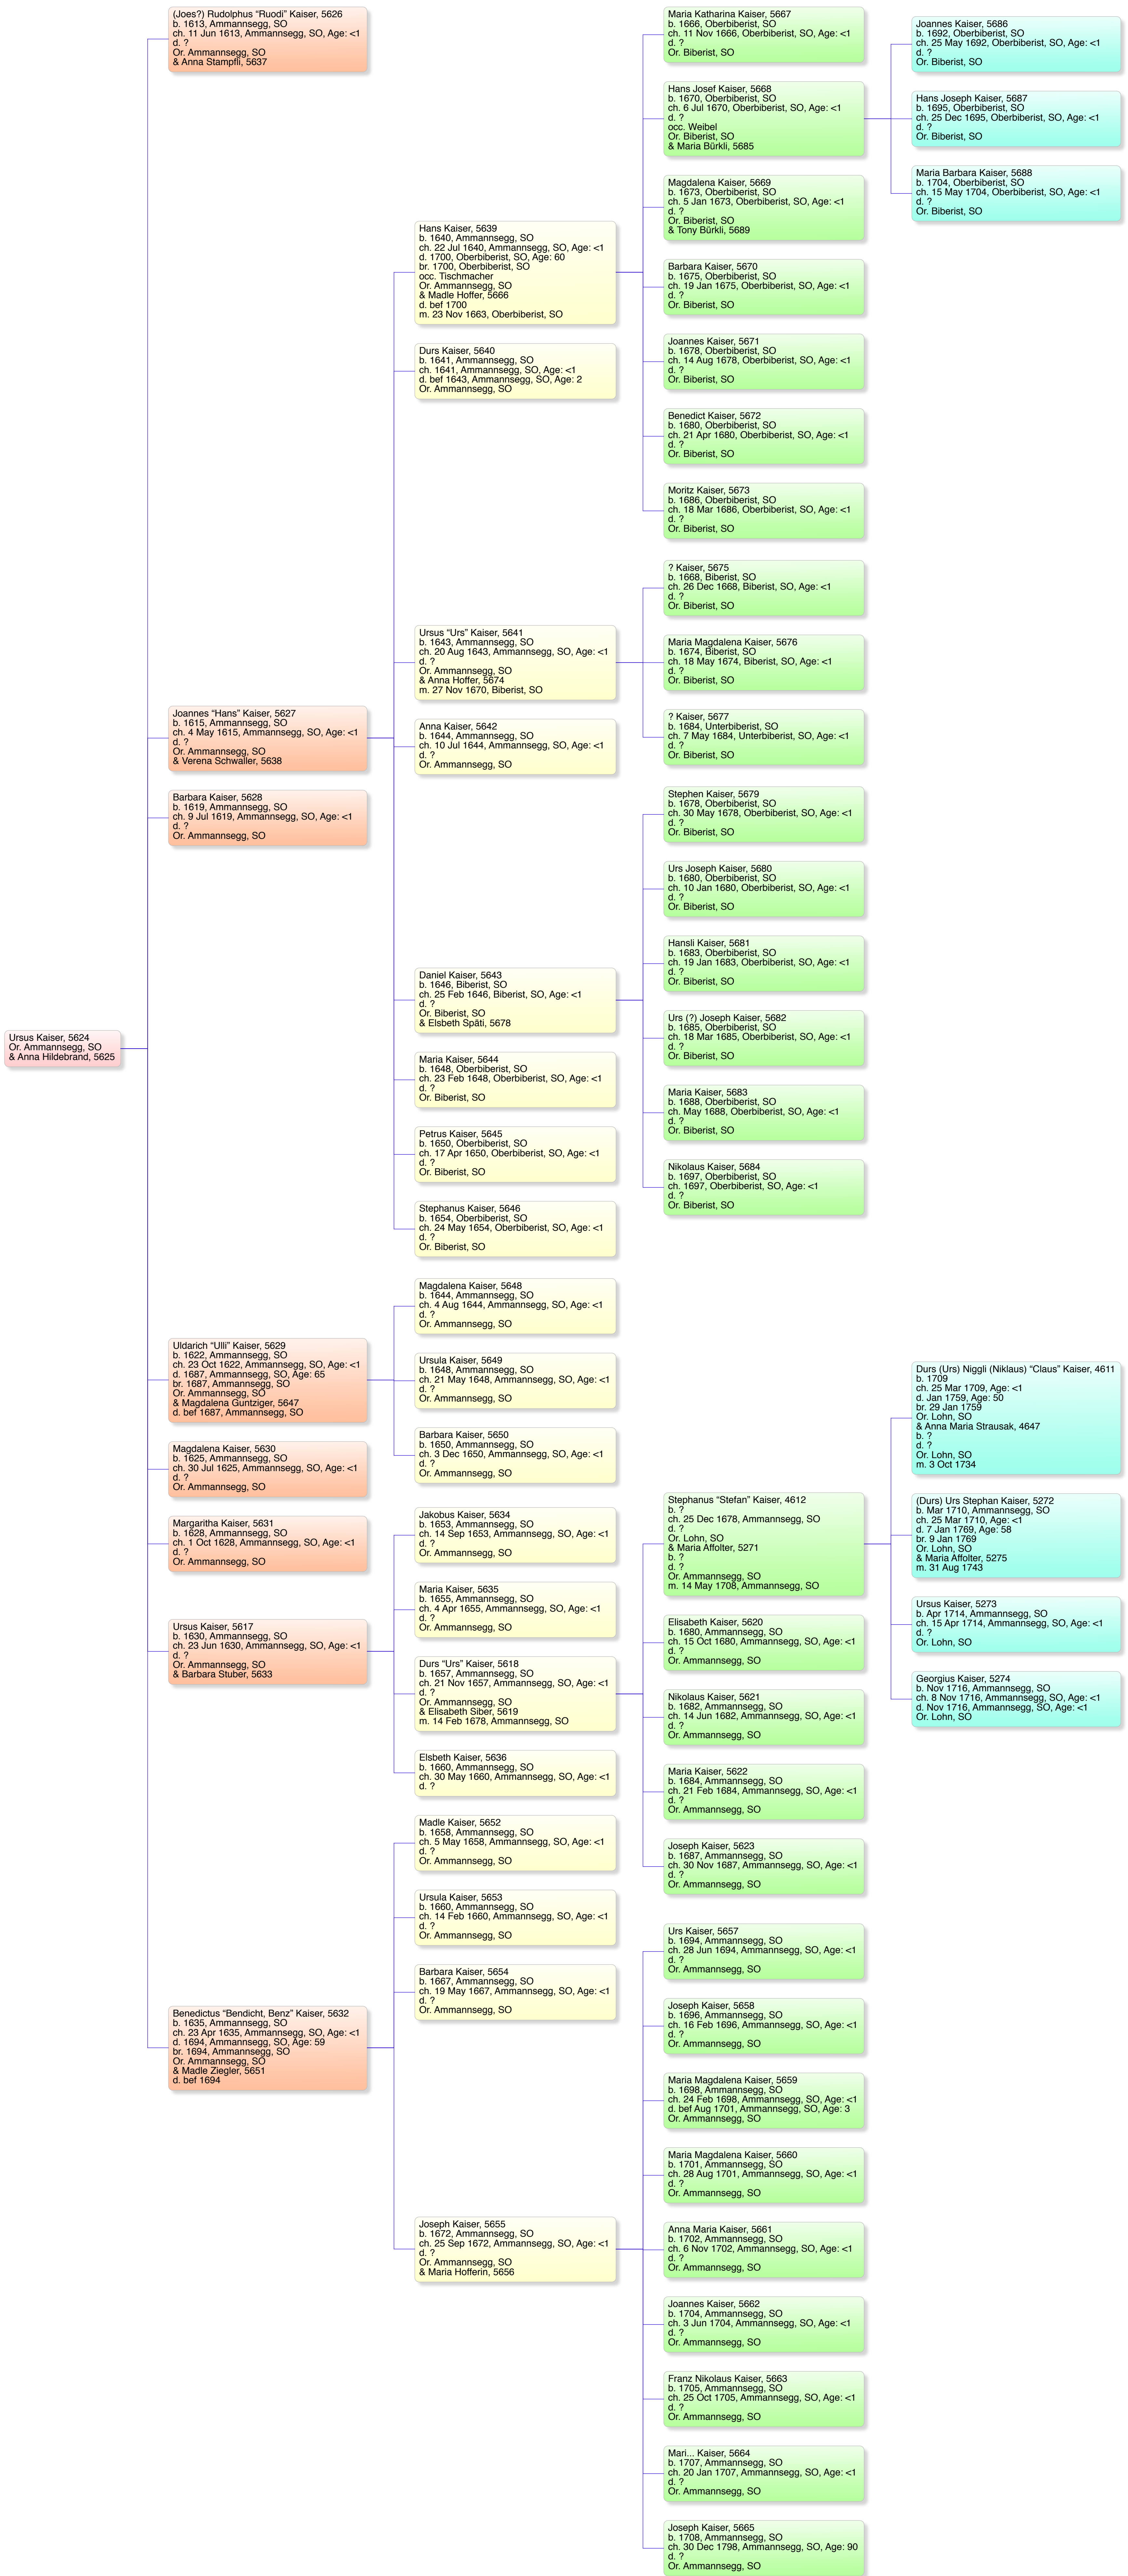 Ursus Kaiser, 5624
Or. Ammannsegg, SO
& Anna Hildebrand, 5625
(Joes?) Rudolphus “Ruodi” Kaiser, 5626
b. 1613, Ammannsegg, SO
ch. 11 Jun 1613, Ammannsegg, SO, Age: <1
d. ?
Or. Ammannsegg, SO
& Anna Stampfli, 5637
Joannes “Hans” Kaiser, 5627
b. 1615, Ammannsegg, SO
ch. 4 May 1615, Ammannsegg, SO, Age: <1
d. ?
Or. Ammannsegg, SO
& Verena Schwaller, 5638
Barbara Kaiser, 5628
b. 1619, Ammannsegg, SO
ch. 9 Jul 1619, Ammannsegg, SO, Age: <1
d. ?
Or. Ammannsegg, SO
Uldarich “Ulli” Kaiser, 5629
b. 1622, Ammannsegg, SO
ch. 23 Oct 1622, Ammannsegg, SO, Age: <1
d. 1687, Ammannsegg, SO, Age: 65
br. 1687, Ammannsegg, SO
Or. Ammannsegg, SO
& Magdalena Guntziger, 5647
d. bef 1687, Ammannsegg, SO
Magdalena Kaiser, 5630
b. 1625, Ammannsegg, SO
ch. 30 Jul 1625, Ammannsegg, SO, Age: <1
d. ?
Or. Ammannsegg, SO
Margaritha Kaiser, 5631
b. 1628, Ammannsegg, SO
ch. 1 Oct 1628, Ammannsegg, SO, Age: <1
d. ?
Or. Ammannsegg, SO
Ursus Kaiser, 5617
b. 1630, Ammannsegg, SO
ch. 23 Jun 1630, Ammannsegg, SO, Age: <1
d. ?
Or. Ammannsegg, SO
& Barbara Stuber, 5633
Benedictus “Bendicht, Benz” Kaiser, 5632
b. 1635, Ammannsegg, SO
ch. 23 Apr 1635, Ammannsegg, SO, Age: <1
d. 1694, Ammannsegg, SO, Age: 59
br. 1694, Ammannsegg, SO
Or. Ammannsegg, SO
& Madle Ziegler, 5651
d. bef 1694
Hans Kaiser, 5639
b. 1640, Ammannsegg, SO
ch. 22 Jul 1640, Ammannsegg, SO, Age: <1
d. 1700, Oberbiberist, SO, Age: 60
br. 1700, Oberbiberist, SO
occ. Tischmacher
Or. Ammannsegg, SO
& Madle Hoffer, 5666
d. bef 1700
m. 23 Nov 1663, Oberbiberist, SO
Durs Kaiser, 5640
b. 1641, Ammannsegg, SO
ch. 1641, Ammannsegg, SO, Age: <1
d. bef 1643, Ammannsegg, SO, Age: 2
Or. Ammannsegg, SO
Ursus “Urs” Kaiser, 5641
b. 1643, Ammannsegg, SO
ch. 20 Aug 1643, Ammannsegg, SO, Age: <1
d. ?
Or. Ammannsegg, SO
& Anna Hoffer, 5674
m. 27 Nov 1670, Biberist, SO
Anna Kaiser, 5642
b. 1644, Ammannsegg, SO
ch. 10 Jul 1644, Ammannsegg, SO, Age: <1
d. ?
Or. Ammannsegg, SO
Daniel Kaiser, 5643
b. 1646, Biberist, SO
ch. 25 Feb 1646, Biberist, SO, Age: <1
d. ?
Or. Biberist, SO
& Elsbeth Späti, 5678
Maria Kaiser, 5644
b. 1648, Oberbiberist, SO
ch. 23 Feb 1648, Oberbiberist, SO, Age: <1
d. ?
Or. Biberist, SO
Petrus Kaiser, 5645
b. 1650, Oberbiberist, SO
ch. 17 Apr 1650, Oberbiberist, SO, Age: <1
d. ?
Or. Biberist, SO
Stephanus Kaiser, 5646
b. 1654, Oberbiberist, SO
ch. 24 May 1654, Oberbiberist, SO, Age: <1
d. ?
Or. Biberist, SO
Magdalena Kaiser, 5648
b. 1644, Ammannsegg, SO
ch. 4 Aug 1644, Ammannsegg, SO, Age: <1
d. ?
Or. Ammannsegg, SO
Ursula Kaiser, 5649
b. 1648, Ammannsegg, SO
ch. 21 May 1648, Ammannsegg, SO, Age: <1
d. ?
Or. Ammannsegg, SO
Barbara Kaiser, 5650
b. 1650, Ammannsegg, SO
ch. 3 Dec 1650, Ammannsegg, SO, Age: <1
d. ?
Or. Ammannsegg, SO
Jakobus Kaiser, 5634
b. 1653, Ammannsegg, SO
ch. 14 Sep 1653, Ammannsegg, SO, Age: <1
d. ?
Or. Ammannsegg, SO
Maria Kaiser, 5635
b. 1655, Ammannsegg, SO
ch. 4 Apr 1655, Ammannsegg, SO, Age: <1
d. ?
Or. Ammannsegg, SO
Durs “Urs” Kaiser, 5618
b. 1657, Ammannsegg, SO
ch. 21 Nov 1657, Ammannsegg, SO, Age: <1
d. ?
Or. Ammannsegg, SO
& Elisabeth Siber, 5619
m. 14 Feb 1678, Ammannsegg, SO
Elsbeth Kaiser, 5636
b. 1660, Ammannsegg, SO
ch. 30 May 1660, Ammannsegg, SO, Age: <1
d. ?
Madle Kaiser, 5652
b. 1658, Ammannsegg, SO
ch. 5 May 1658, Ammannsegg, SO, Age: <1
d. ?
Or. Ammannsegg, SO
Ursula Kaiser, 5653
b. 1660, Ammannsegg, SO
ch. 14 Feb 1660, Ammannsegg, SO, Age: <1
d. ?
Or. Ammannsegg, SO
Barbara Kaiser, 5654
b. 1667, Ammannsegg, SO
ch. 19 May 1667, Ammannsegg, SO, Age: <1
d. ?
Or. Ammannsegg, SO
Joseph Kaiser, 5655
b. 1672, Ammannsegg, SO
ch. 25 Sep 1672, Ammannsegg, SO, Age: <1
d. ?
Or. Ammannsegg, SO
& Maria Hofferin, 5656
Maria Katharina Kaiser, 5667
b. 1666, Oberbiberist, SO
ch. 11 Nov 1666, Oberbiberist, SO, Age: <1
d. ?
Or. Biberist, SO
Hans Josef Kaiser, 5668
b. 1670, Oberbiberist, SO
ch. 6 Jul 1670, Oberbiberist, SO, Age: <1
d. ?
occ. Weibel
Or. Biberist, SO
& Maria Bürkli, 5685
Magdalena Kaiser, 5669
b. 1673, Oberbiberist, SO
ch. 5 Jan 1673, Oberbiberist, SO, Age: <1
d. ?
Or. Biberist, SO
& Tony Bürkli, 5689
Barbara Kaiser, 5670
b. 1675, Oberbiberist, SO
ch. 19 Jan 1675, Oberbiberist, SO, Age: <1
d. ?
Or. Biberist, SO
Joannes Kaiser, 5671
b. 1678, Oberbiberist, SO
ch. 14 Aug 1678, Oberbiberist, SO, Age: <1
d. ?
Or. Biberist, SO
Benedict Kaiser, 5672
b. 1680, Oberbiberist, SO
ch. 21 Apr 1680, Oberbiberist, SO, Age: <1
d. ?
Or. Biberist, SO
Moritz Kaiser, 5673
b. 1686, Oberbiberist, SO
ch. 18 Mar 1686, Oberbiberist, SO, Age: <1
d. ?
Or. Biberist, SO
? Kaiser, 5675
b. 1668, Biberist, SO
ch. 26 Dec 1668, Biberist, SO, Age: <1
d. ?
Or. Biberist, SO
Maria Magdalena Kaiser, 5676
b. 1674, Biberist, SO
ch. 18 May 1674, Biberist, SO, Age: <1
d. ?
Or. Biberist, SO
? Kaiser, 5677
b. 1684, Unterbiberist, SO
ch. 7 May 1684, Unterbiberist, SO, Age: <1
d. ?
Or. Biberist, SO
Stephen Kaiser, 5679
b. 1678, Oberbiberist, SO
ch. 30 May 1678, Oberbiberist, SO, Age: <1
d. ?
Or. Biberist, SO
Urs Joseph Kaiser, 5680
b. 1680, Oberbiberist, SO
ch. 10 Jan 1680, Oberbiberist, SO, Age: <1
d. ?
Or. Biberist, SO
Hansli Kaiser, 5681
b. 1683, Oberbiberist, SO
ch. 19 Jan 1683, Oberbiberist, SO, Age: <1
d. ?
Or. Biberist, SO
Urs (?) Joseph Kaiser, 5682
b. 1685, Oberbiberist, SO
ch. 18 Mar 1685, Oberbiberist, SO, Age: <1
d. ?
Or. Biberist, SO
Maria Kaiser, 5683
b. 1688, Oberbiberist, SO
ch. May 1688, Oberbiberist, SO, Age: <1
d. ?
Or. Biberist, SO
Nikolaus Kaiser, 5684
b. 1697, Oberbiberist, SO
ch. 1697, Oberbiberist, SO, Age: <1
d. ?
Or. Biberist, SO
Stephanus “Stefan” Kaiser, 4612
b. ?
ch. 25 Dec 1678, Ammannsegg, SO
d. ?
Or. Lohn, SO
& Maria Affolter, 5271
b. ?
d. ?
Or. Ammannsegg, SO
m. 14 May 1708, Ammannsegg, SO
Elisabeth Kaiser, 5620
b. 1680, Ammannsegg, SO
ch. 15 Oct 1680, Ammannsegg, SO, Age: <1
d. ?
Or. Ammannsegg, SO
Nikolaus Kaiser, 5621
b. 1682, Ammannsegg, SO
ch. 14 Jun 1682, Ammannsegg, SO, Age: <1
d. ?
Or. Ammannsegg, SO
Maria Kaiser, 5622
b. 1684, Ammannsegg, SO
ch. 21 Feb 1684, Ammannsegg, SO, Age: <1
d. ?
Or. Ammannsegg, SO
Joseph Kaiser, 5623
b. 1687, Ammannsegg, SO
ch. 30 Nov 1687, Ammannsegg, SO, Age: <1
d. ?
Or. Ammannsegg, SO
Urs Kaiser, 5657
b. 1694, Ammannsegg, SO
ch. 28 Jun 1694, Ammannsegg, SO, Age: <1
d. ?
Or. Ammannsegg, SO
Joseph Kaiser, 5658
b. 1696, Ammannsegg, SO
ch. 16 Feb 1696, Ammannsegg, SO, Age: <1
d. ?
Or. Ammannsegg, SO
Maria Magdalena Kaiser, 5659
b. 1698, Ammannsegg, SO
ch. 24 Feb 1698, Ammannsegg, SO, Age: <1
d. bef Aug 1701, Ammannsegg, SO, Age: 3
Or. Ammannsegg, SO
Maria Magdalena Kaiser, 5660
b. 1701, Ammannsegg, SO
ch. 28 Aug 1701, Ammannsegg, SO, Age: <1
d. ?
Or. Ammannsegg, SO
Anna Maria Kaiser, 5661
b. 1702, Ammannsegg, SO
ch. 6 Nov 1702, Ammannsegg, SO, Age: <1
d. ?
Or. Ammannsegg, SO
Joannes Kaiser, 5662
b. 1704, Ammannsegg, SO
ch. 3 Jun 1704, Ammannsegg, SO, Age: <1
d. ?
Or. Ammannsegg, SO
Franz Nikolaus Kaiser, 5663
b. 1705, Ammannsegg, SO
ch. 25 Oct 1705, Ammannsegg, SO, Age: <1
d. ?
Or. Ammannsegg, SO
Mari... Kaiser, 5664
b. 1707, Ammannsegg, SO
ch. 20 Jan 1707, Ammannsegg, SO, Age: <1
d. ?
Or. Ammannsegg, SO
Joseph Kaiser, 5665
b. 1708, Ammannsegg, SO
ch. 30 Dec 1798, Ammannsegg, SO, Age: 90
d. ?
Or. Ammannsegg, SO
Joannes Kaiser, 5686
b. 1692, Oberbiberist, SO
ch. 25 May 1692, Oberbiberist, SO, Age: <1
d. ?
Or. Biberist, SO
Hans Joseph Kaiser, 5687
b. 1695, Oberbiberist, SO
ch. 25 Dec 1695, Oberbiberist, SO, Age: <1
d. ?
Or. Biberist, SO
Maria Barbara Kaiser, 5688
b. 1704, Oberbiberist, SO
ch. 15 May 1704, Oberbiberist, SO, Age: <1
d. ?
Or. Biberist, SO
Durs (Urs) Niggli (Niklaus) “Claus” Kaiser, 4611
b. 1709
ch. 25 Mar 1709, Age: <1
d. Jan 1759, Age: 50
br. 29 Jan 1759
Or. Lohn, SO
& Anna Maria Strausak, 4647
b. ?
d. ?
Or. Lohn, SO
m. 3 Oct 1734
(Durs) Urs Stephan Kaiser, 5272
b. Mar 1710, Ammannsegg, SO
ch. 25 Mar 1710, Age: <1
d. 7 Jan 1769, Age: 58
br. 9 Jan 1769
Or. Lohn, SO
& Maria Affolter, 5275
m. 31 Aug 1743
Ursus Kaiser, 5273
b. Apr 1714, Ammannsegg, SO
ch. 15 Apr 1714, Ammannsegg, SO, Age: <1
d. ?
Or. Lohn, SO
Georgius Kaiser, 5274
b. Nov 1716, Ammannsegg, SO
ch. 8 Nov 1716, Ammannsegg, SO, Age: <1
d. Nov 1716, Ammannsegg, SO, Age: <1
Or. Lohn, SO